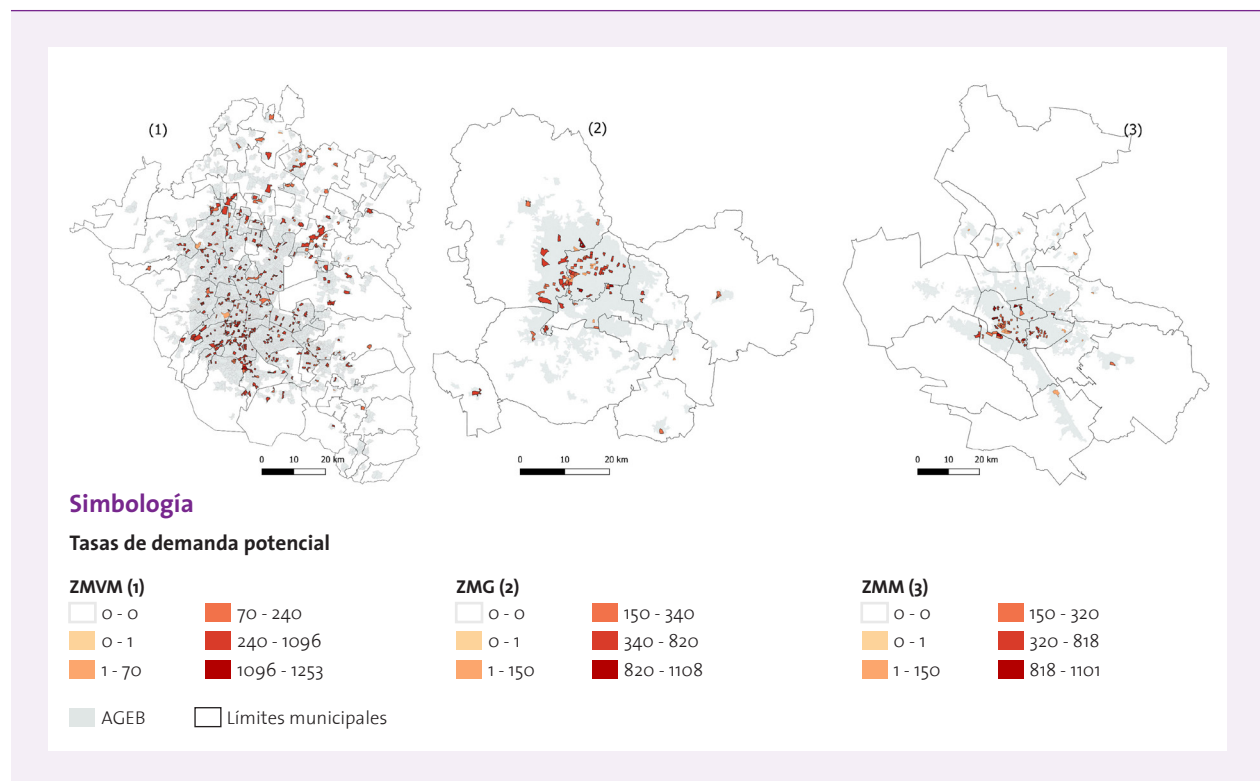 (1)
(2)
(3)
0 10 20 km
0 10 20 km
0 10 20 km
Simbología
Tasas de demanda potencial
ZMVM (1)
0 - 0
0 - 1
1 - 70
70 - 240
240 - 1096
1096 - 1253
ZMG (2)
0 - 0
0 - 1
1 - 150
150 - 340
340 - 820
820 - 1108
ZMM (3)
0 - 0
0 - 1
1 - 150
150 - 320
320 - 818
818 - 1101
AGEB
Límites municipales